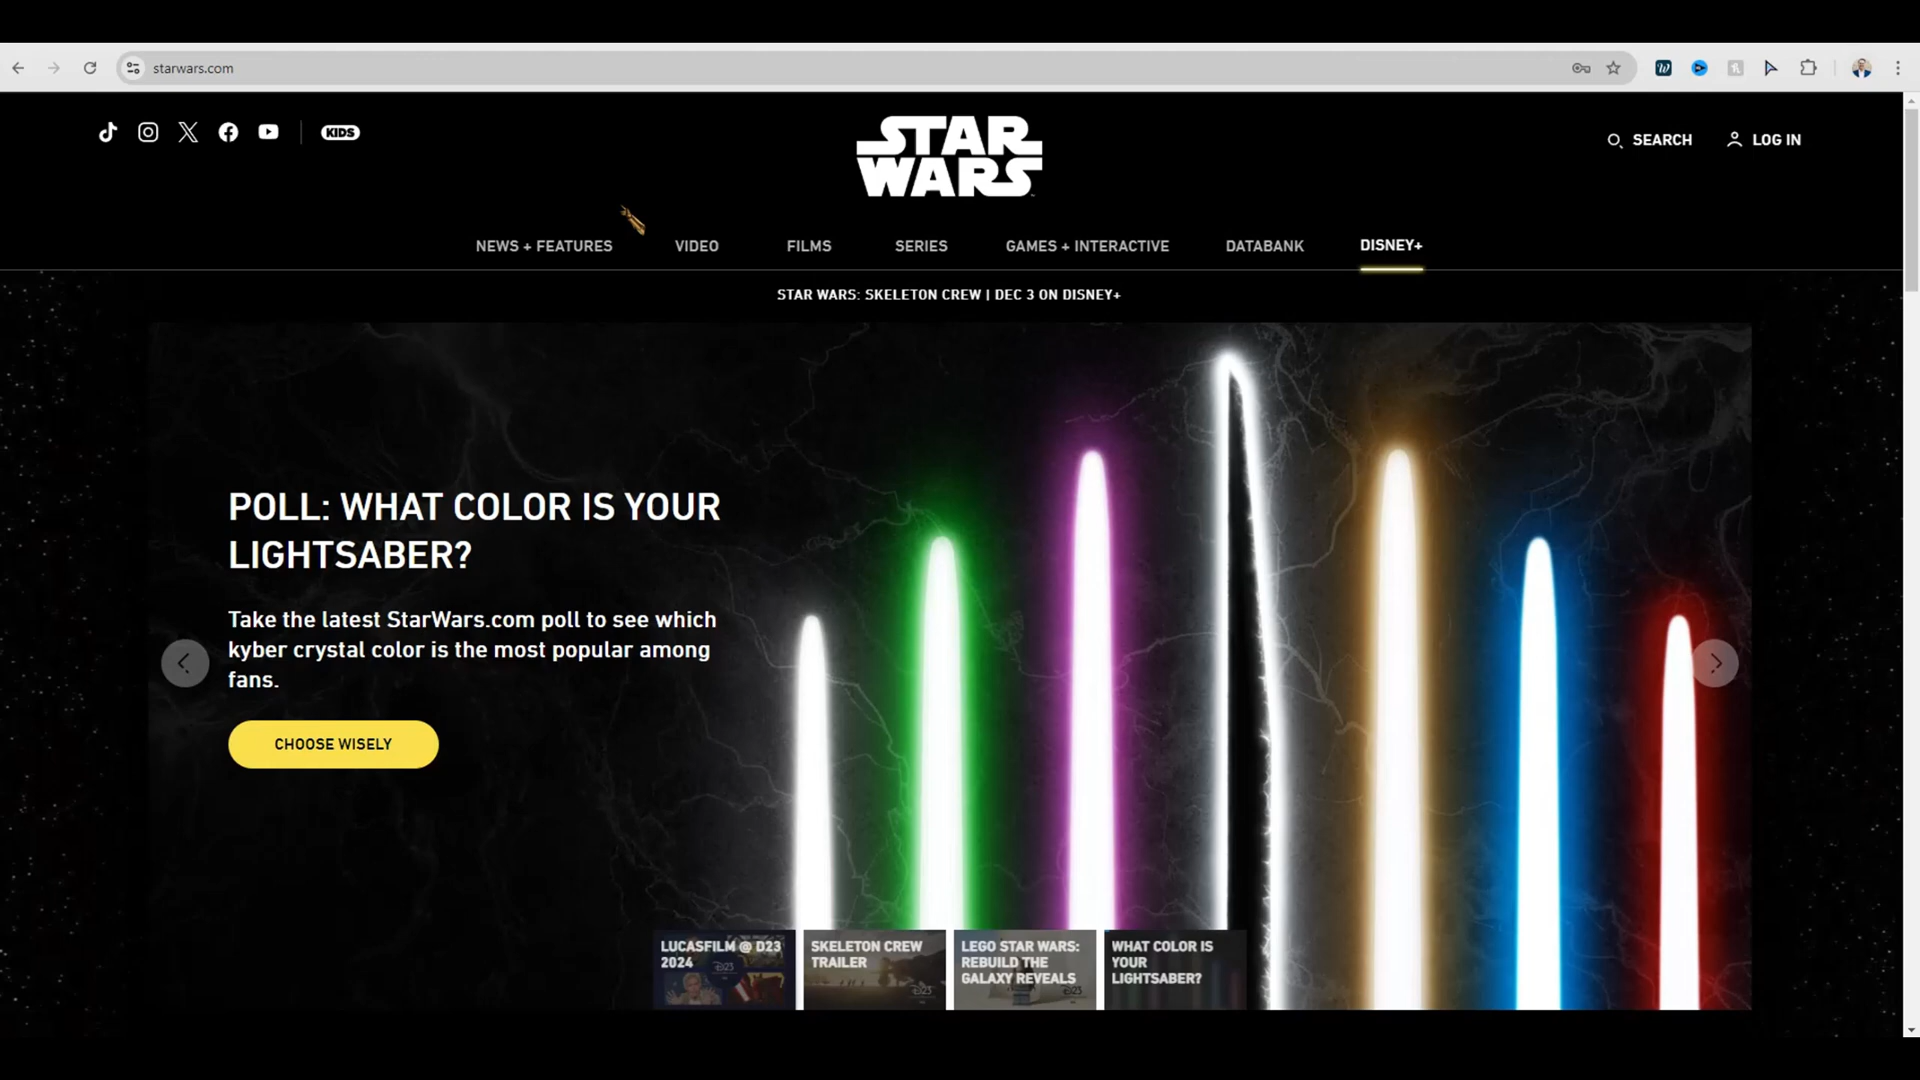 starwars.com
KIDS
STAR
WARS
SEARCH
LOG IN
NEWS + FEATURES
VIDEO
FILMS
SERIES
GAMES + INTERACTIVE
DATABANK
DISNEY+
STAR WARS: SKELETON CREW | DEC 3 ON DISNEY+
POLL: WHAT COLOR IS YOUR
LIGHTSABER?
Take the latest StarWars.com poll to see which
kyber crystal color is the most popular among
fans.
CHOOSE WISELY
LUCASFILM @ D23
2024
D23
SKELETON CREW
TRAILER
D23
LEGO STAR WARS:
REBUILD THE
GALAXY REVEALS
D23
WHAT COLOR IS
YOUR
LIGHTSABER?